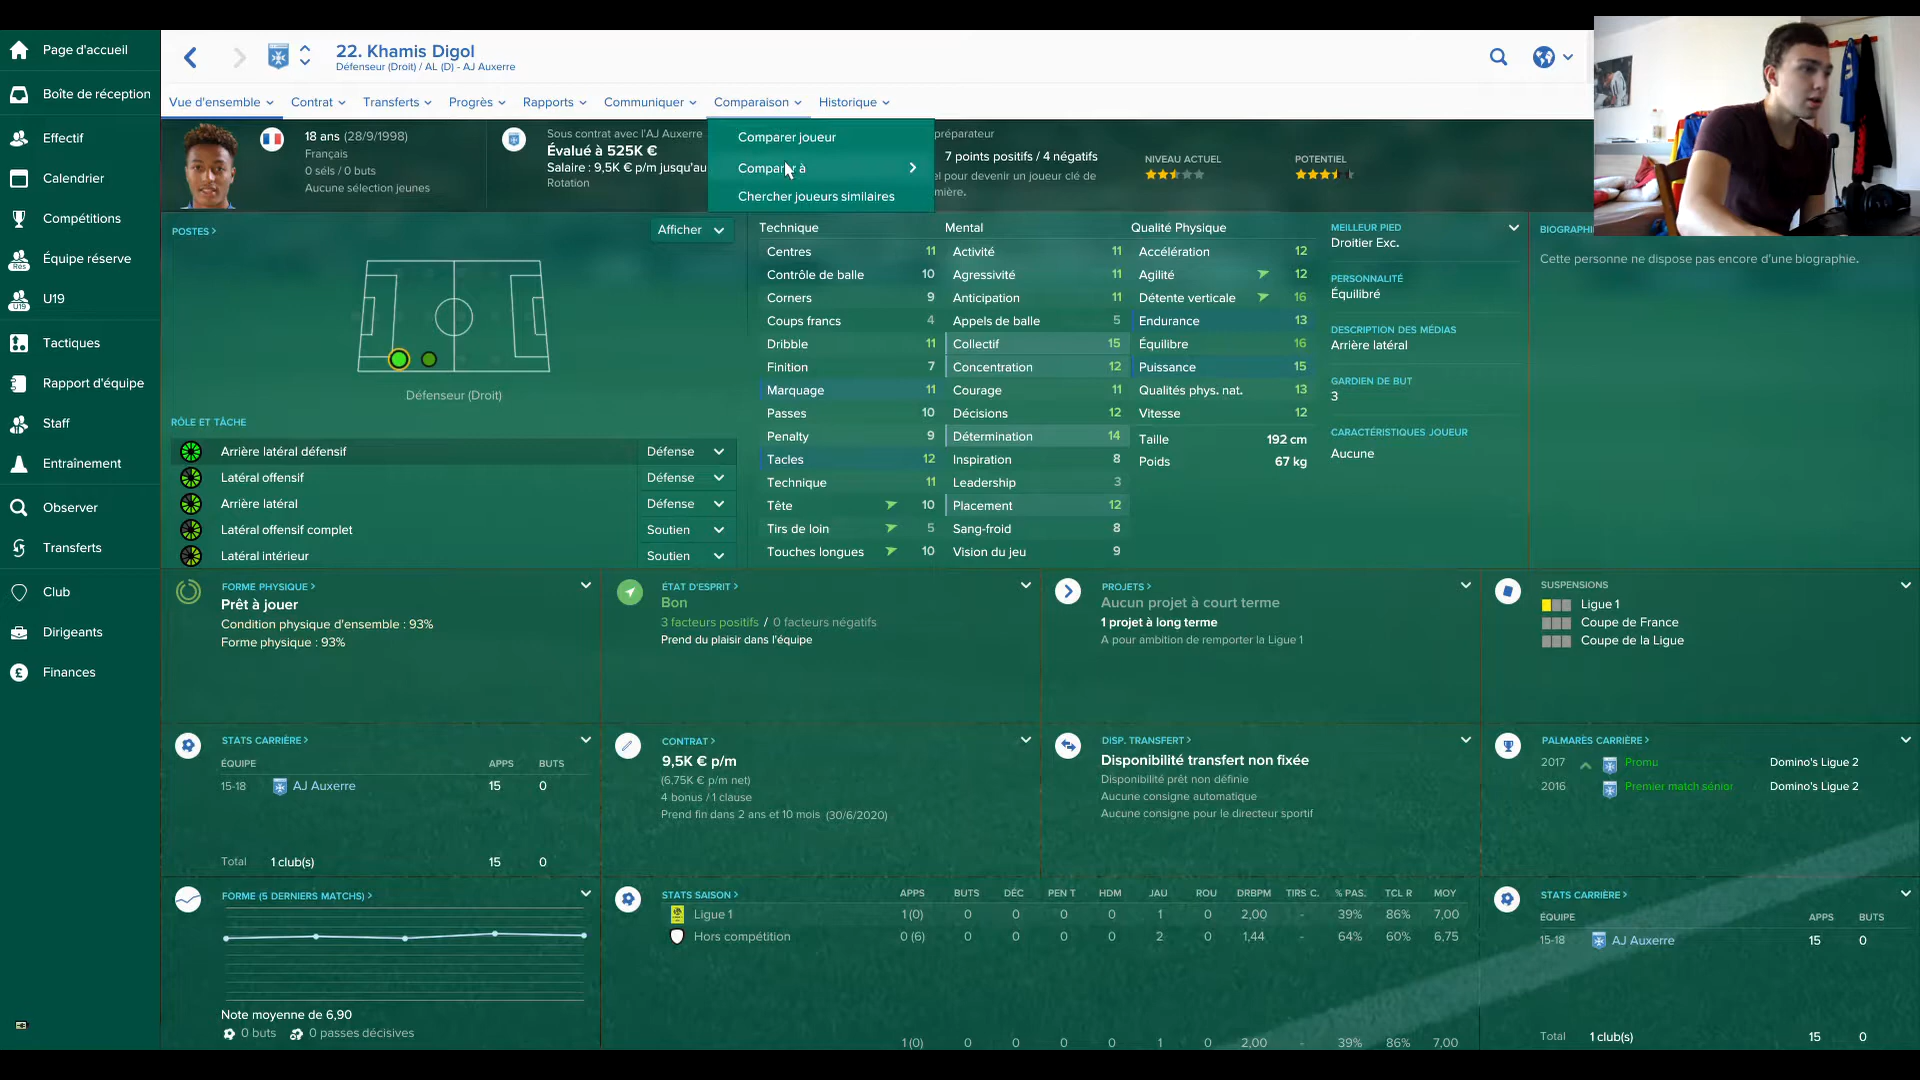 Page d'accueil
Boîte de réception
Effectif
Calendrier
Compétitions
Équipe réserve
U19
Tactiques
Rapport d'équipe
Staff
Entraînement
Observer
Transferts
Club
Dirigeants
Finances
22. Khamis Digol
Défenseur (Droit) / AL (D) - AJ Auxerre
Vue d'ensemble
Contrat
Transferts
Progrès
Rapports
Communiquer
Comparaison
Historique
Comparer joueur
Comparer à
Chercher joueurs similaires
18 ans (28/9/1998)
Français
0 séls / 0 buts
Aucune sélection jeunes
Sous contrat avec l'AJ Auxerre
Évalué à 525K €
Salaire : 9,5K € p/m jusqu'au
Rotation
préparateur
7 points positifs / 4 négatifs
el pour devenir un joueur clé de
mière.
NIVEAU ACTUEL
POTENTIEL
POSTES >
Afficher
Défenseur (Droit)
RÔLE ET TÂCHE
Arrière latéral défensif Défense
Latéral offensif Défense
Arrière latéral Défense
Latéral offensif complet Soutien
Latéral intérieur Soutien
Technique
Centres 11
Contrôle de balle 10
Corners 9
Coups francs 4
Dribble 11
Finition 7
Marquage 11
Passes 10
Penalty 9
Tacles 12
Technique 11
Tête 10
Tirs de loin 5
Touches longues 10
Mental
Activité 11
Agressivité 11
Anticipation 11
Appels de balle 5
Collectif 15
Concentration 12
Courage 11
Décisions 12
Détermination 14
Inspiration 8
Leadership 3
Placement 12
Sang-froid 8
Vision du jeu 9
Qualité Physique
Accélération 12
Agilité 12
Détente verticale 16
Endurance 13
Équilibre 16
Puissance 15
Qualités phys. nat. 13
Vitesse 12
Taille 192 cm
Poids 67 kg
MEILLEUR PIED
Droitier Exc.
PERSONNALITÉ
Équilibré
DESCRIPTION DES MÉDIAS
Arrière latéral
GARDIEN DE BUT
3
CARACTÉRISTIQUES JOUEUR
Aucune
BIOGRAPHI
Cette personne ne dispose pas encore d'une biographie.
FORME PHYSIQUE >
Prêt à jouer
Condition physique d'ensemble : 93%
Forme physique : 93%
ÉTAT D'ESPRIT >
Bon
3 facteurs positifs / 0 facteurs négatifs
Prend du plaisir dans l'équipe
PROJETS >
Aucun projet à court terme
1 projet à long terme
A pour ambition de remporter la Ligue 1
SUSPENSIONS
Ligue 1
Coupe de France
Coupe de la Ligue
STATS CARRIÈRE >
ÉQUIPE APPS BUTS
15-18 AJ Auxerre 15 0
Total 1 club(s) 15 0
CONTRAT >
9,5K € p/m
(6,75K € p/m net)
4 bonus / 1 clause
Prend fin dans 2 ans et 10 mois (30/6/2020)
DISP. TRANSFERT >
Disponibilité transfert non fixée
Disponibilité prêt non définie
Aucune consigne automatique
Aucune consigne pour le directeur sportif
PALMARÈS CARRIÈRE >
2017 Promu Domino's Ligue 2
2016 Premier match sénior Domino's Ligue 2
FORME (5 DERNIERS MATCHS) >
Note moyenne de 6,90
0 buts 0 passes décisives
STATS SAISON > APPS BUTS DÉC PEN T HDM JAU ROU DRBPM TIRS C. % PAS. TCL R MOY
Ligue 1 1 (0) 0 0 0 0 1 0 2,00 - 39% 86% 7,00
Hors compétition 0 (6) 0 0 0 0 2 0 1,44 - 64% 60% 6,75
1 (0) 0 0 0 0 1 0 2,00 - 39% 86% 7,00
STATS CARRIÈRE >
ÉQUIPE APPS BUTS
15-18 AJ Auxerre 15 0
Total 1 club(s) 15 0